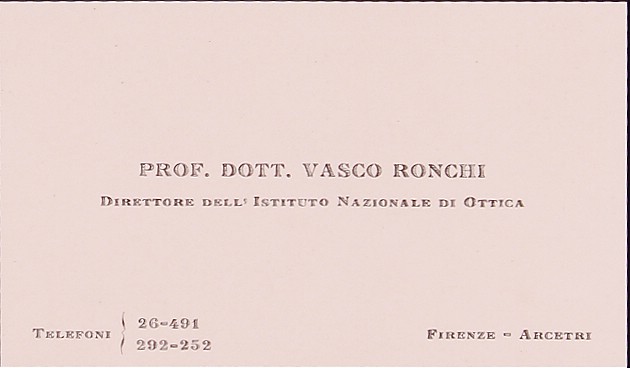 PROF. DOTT. VASCO RONCHI
DIRETTORE DELL' ISTITUTO NAZIONALE DI OTTICA
TELEFONI { 26-491
292-252
FIRENZE - ARCETRI